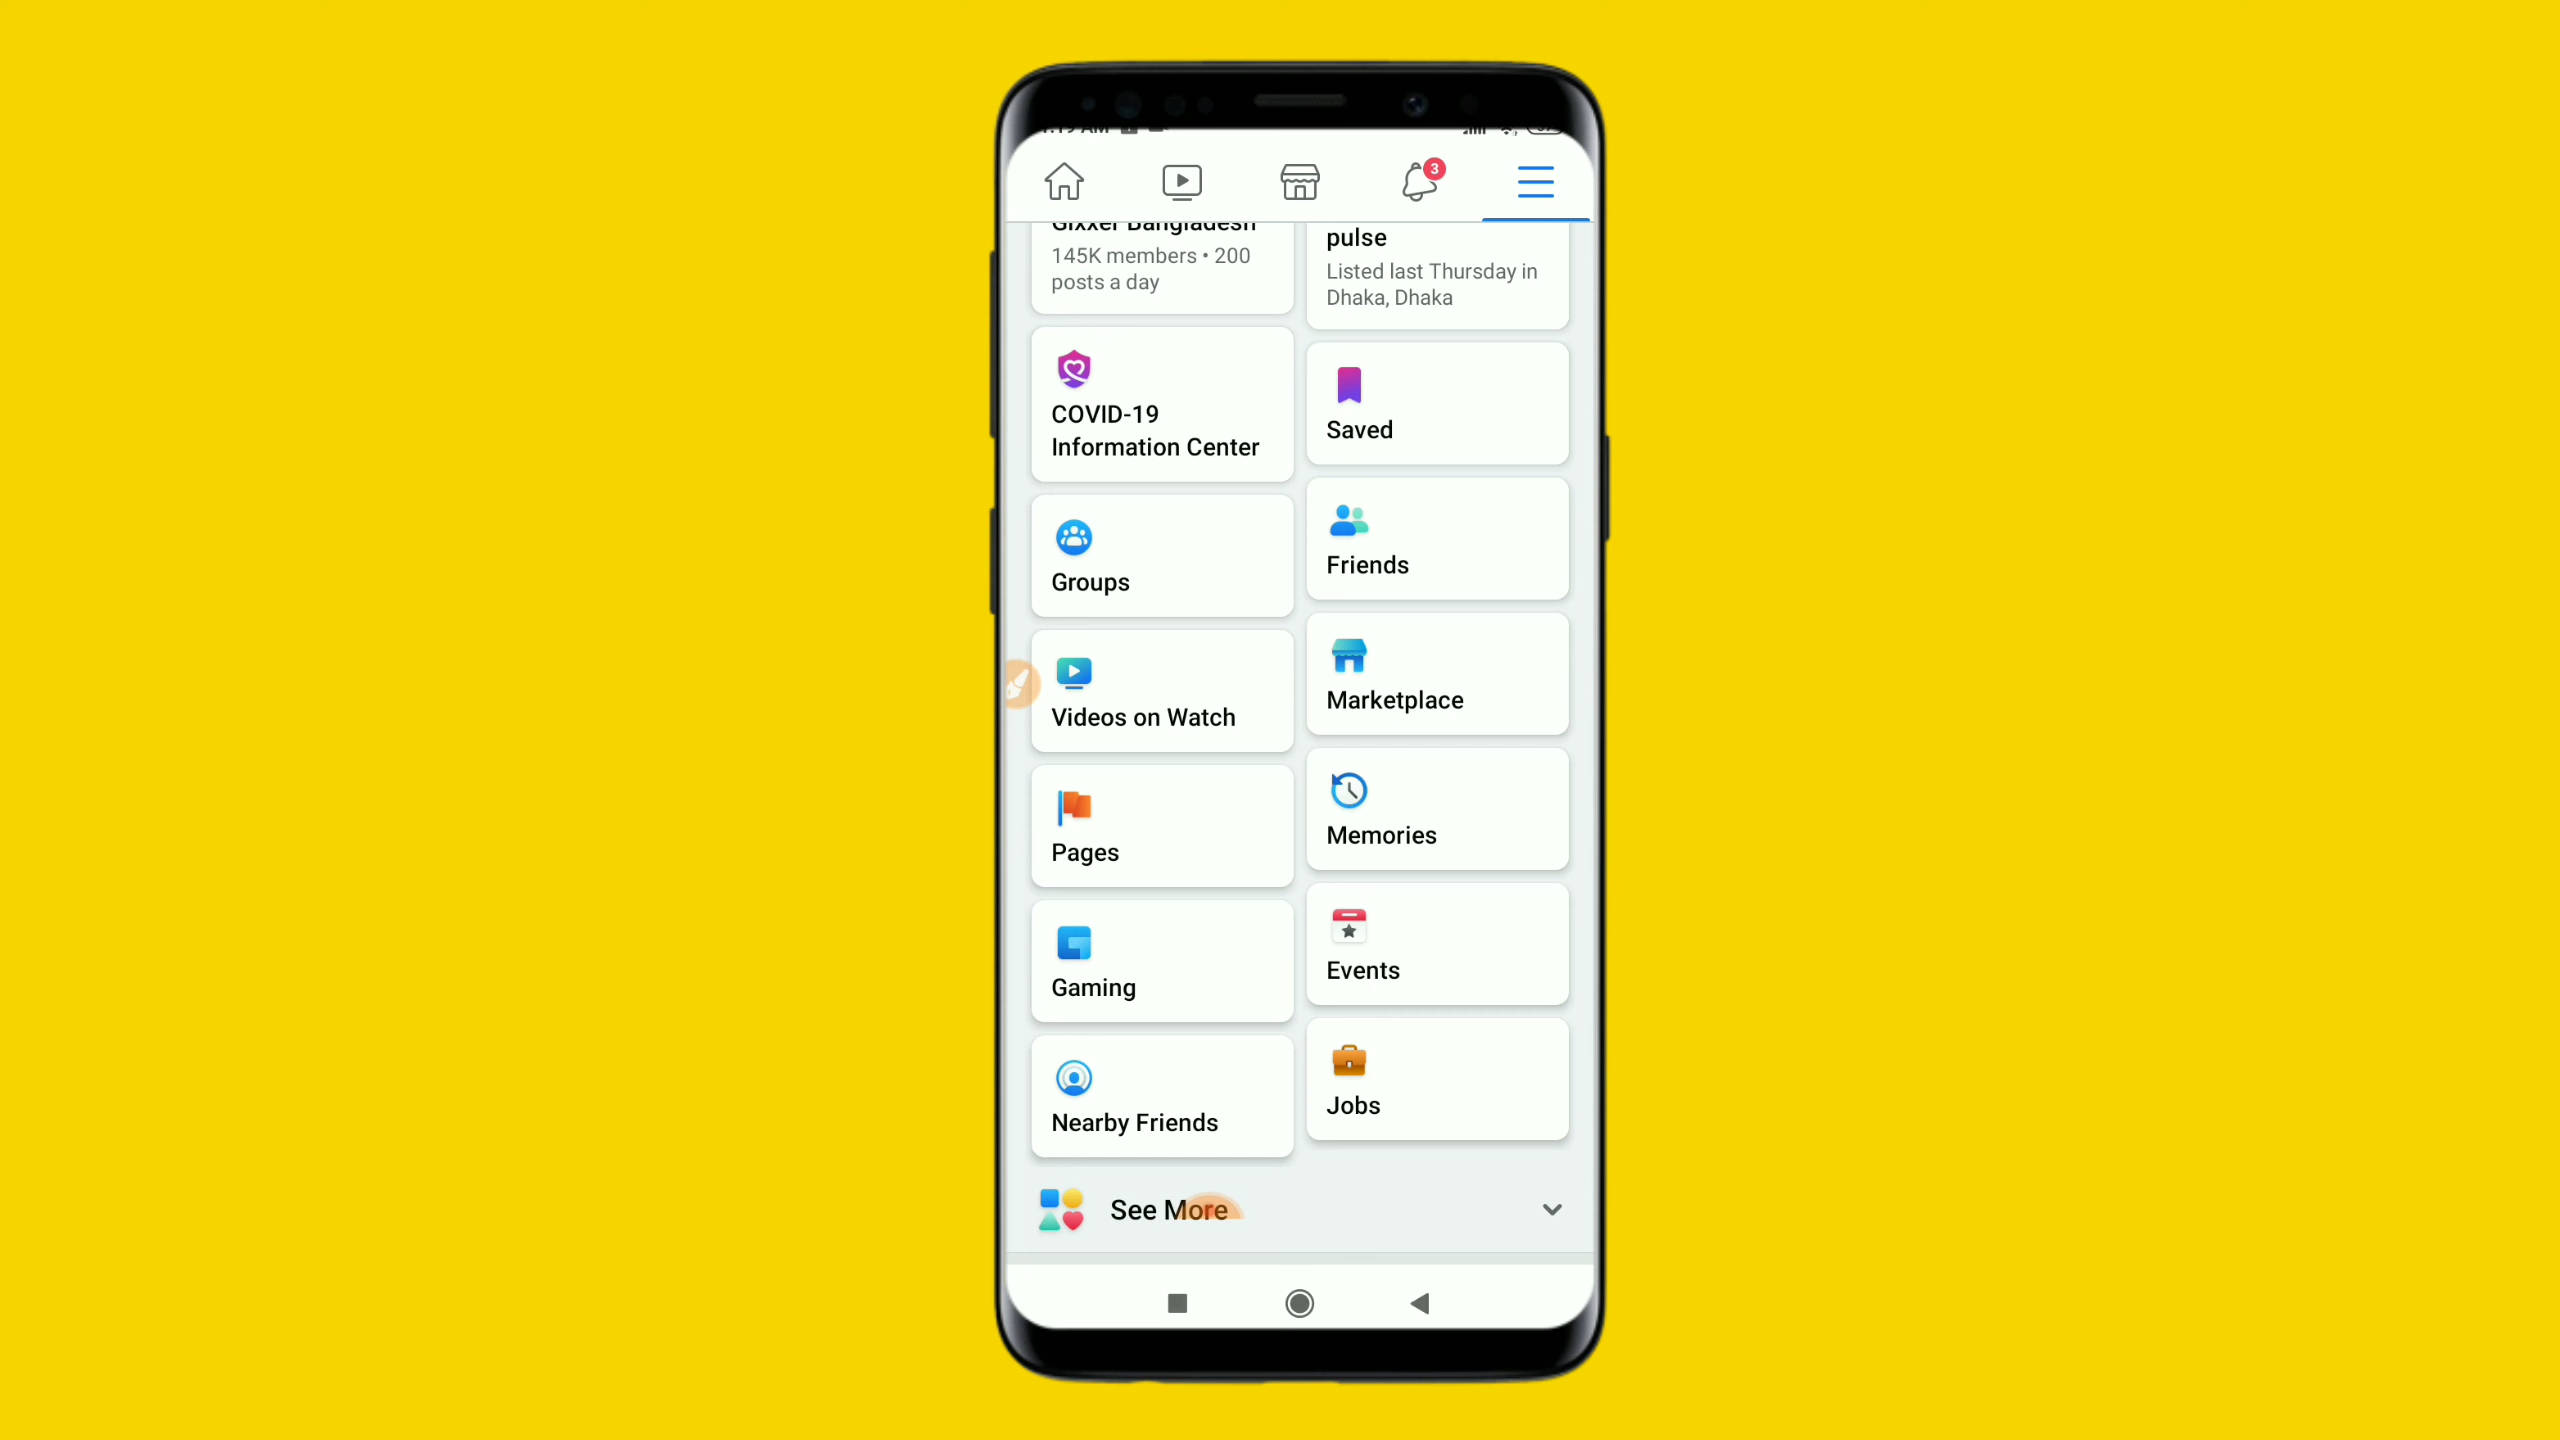 3
Gixxer Bangladesh
145K members • 200
posts a day
pulse
Listed last Thursday in
Dhaka, Dhaka
COVID-19
Information Center
Saved
Groups
Friends
Videos on Watch
Marketplace
Pages
Memories
Gaming
Events
Nearby Friends
Jobs
See More